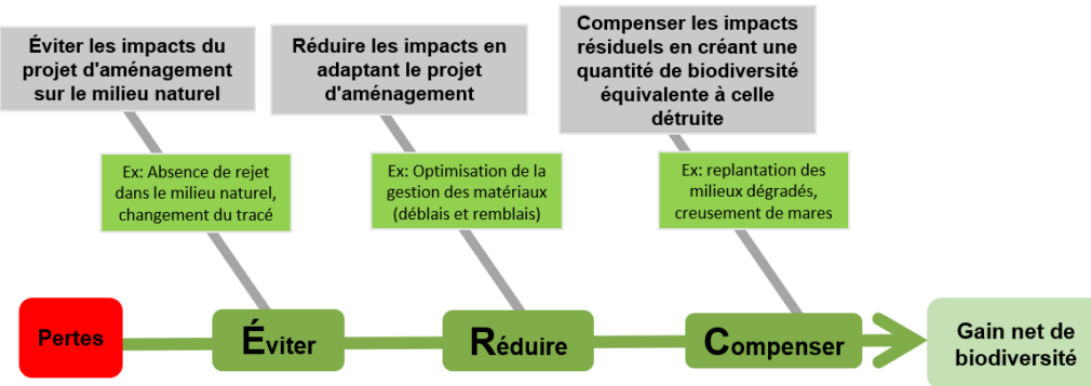 Éviter les impacts du
projet d'aménagement
sur le milieu naturel
Réduire les impacts en
adaptant le projet
d'aménagement
Compenser les impacts
résiduels en créant une
quantité de biodiversité
équivalente à celle
détruite
Ex: Absence de rejet
dans le milieu naturel,
changement du tracé
Ex: Optimisation de la
gestion des matériaux
(déblais et remblais)
Ex: replantation des
milieux dégradés,
creusement de mares
Pertes
Éviter
Réduire
Compenser
Gain net de
biodiversité